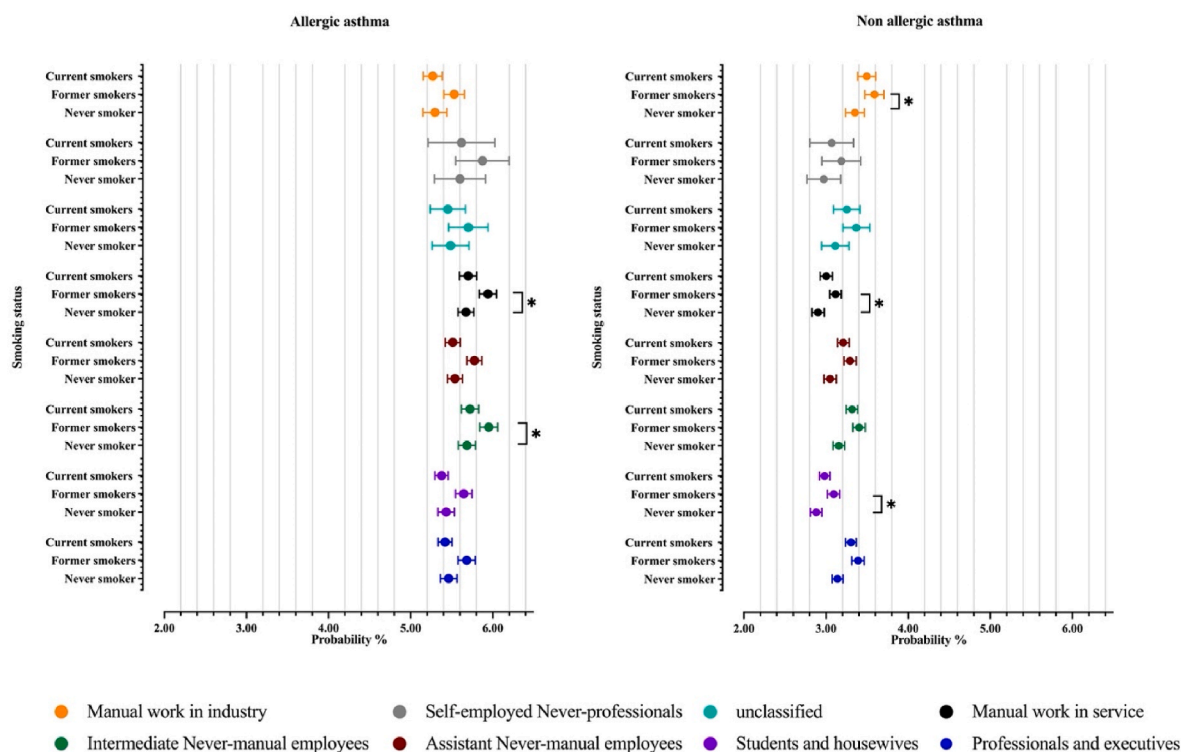 Allergic asthma
Smoking status
Current smokers
Former smokers
Never smoker
Current smokers
Former smokers
Never smoker
Current smokers
Former smokers
Never smoker
Current smokers
Former smokers
*
Never smoker
Current smokers
Former smokers
Never smoker
Current smokers
Former smokers
*
Never smoker
Current smokers
Former smokers
Never smoker
Current smokers
Former smokers
Never smoker
2.00 3.00 4.00 5.00 6.00
Probability %
Non allergic asthma
Smoking status
Current smokers
Former smokers
*
Never smoker
Current smokers
Former smokers
Never smoker
Current smokers
Former smokers
Never smoker
Current smokers
Former smokers
*
Never smoker
Current smokers
Former smokers
Never smoker
Current smokers
Former smokers
Never smoker
Current smokers
Former smokers
*
Never smoker
Current smokers
Former smokers
Never smoker
2.00 3.00 4.00 5.00 6.00
Probability %
Manual work in industry Self-employed Never-professionals unclassified Manual work in service
Intermediate Never-manual employees Assistant Never-manual employees Students and housewives Professionals and executives